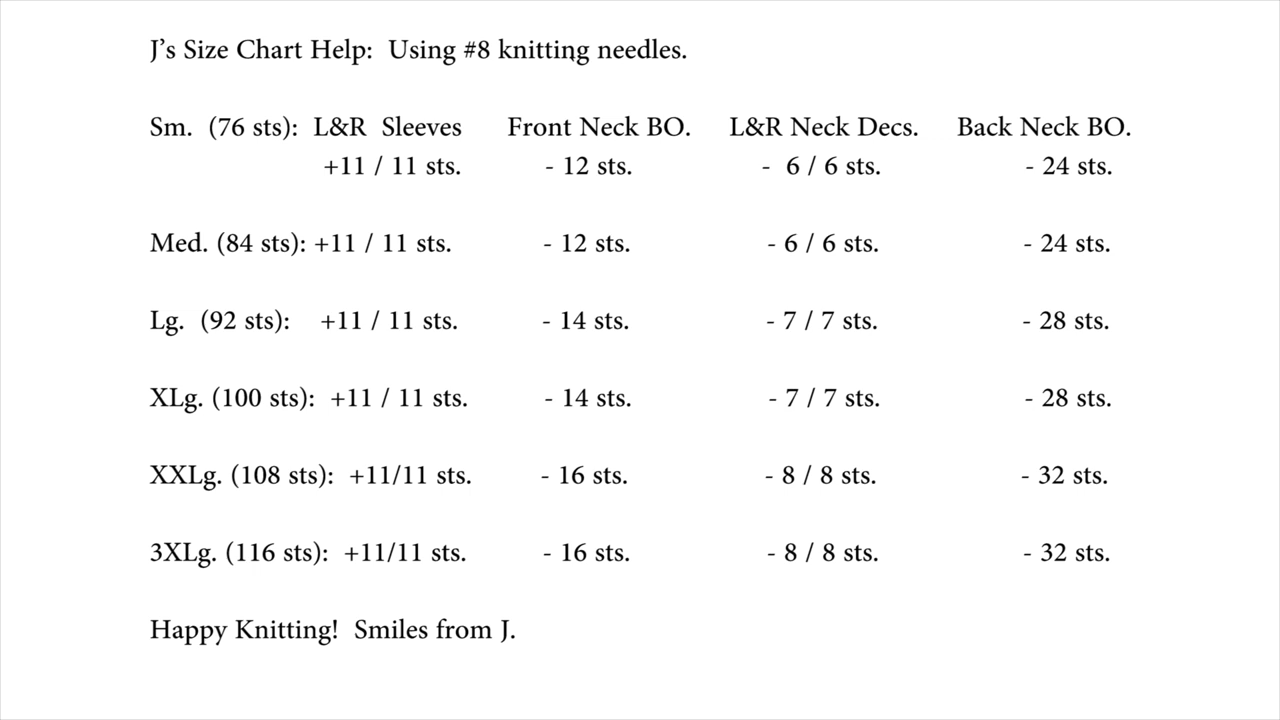 J’s Size Chart Help:  Using #8 knitting needles.
Sm.  (76 sts):  L&R  Sleeves  Front Neck BO.  L&R Neck Decs.  Back Neck BO.
+11 / 11 sts.  - 12 sts.  -  6 / 6 sts.  - 24 sts.
Med. (84 sts): +11 / 11 sts.  - 12 sts.  - 6 / 6 sts.  - 24 sts.
Lg.  (92 sts):  +11 / 11 sts.  - 14 sts.  - 7 / 7 sts.  - 28 sts.
XLg. (100 sts):  +11 / 11 sts.  - 14 sts.  - 7 / 7 sts.  - 28 sts.
XXLg. (108 sts):  +11/11 sts.  - 16 sts.  - 8 / 8 sts.  - 32 sts.
3XLg. (116 sts):  +11/11 sts.  - 16 sts.  - 8 / 8 sts.  - 32 sts.
Happy Knitting!  Smiles from J.